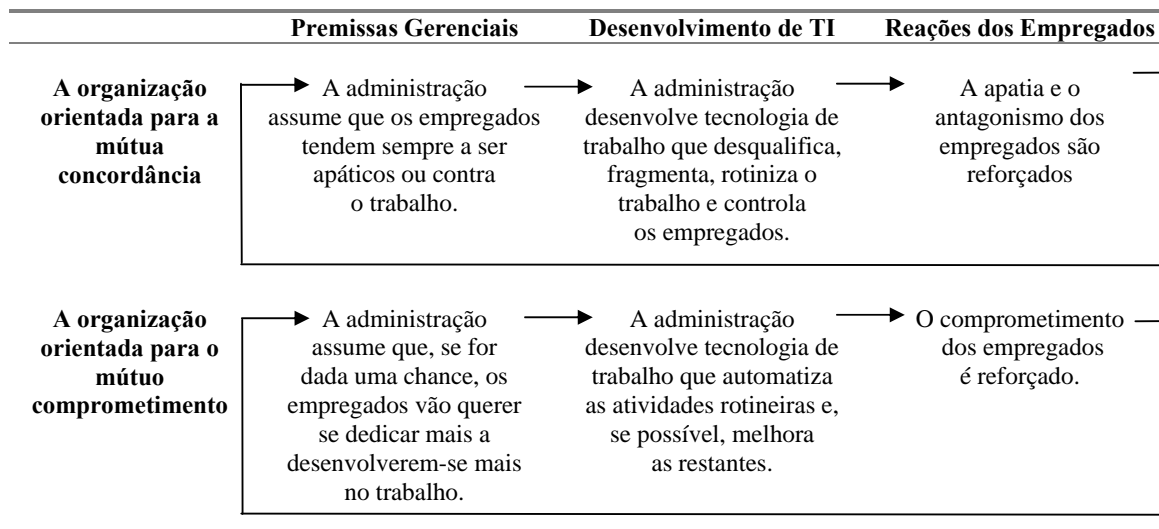 Premissas Gerenciais Desenvolvimento de TI Reações dos Empregados
A organização
orientada para a
mútua
concordância
A administração
assume que os empregados
tendem sempre a ser
apáticos ou contra
o trabalho.
A administração
desenvolve tecnologia de
trabalho que desqualifica,
fragmenta, rotiniza o
trabalho e controla
os empregados.
A apatia e o
antagonismo dos
empregados são
reforçados
A organização
orientada para o
mútuo
comprometimento
A administração
assume que, se for
dada uma chance, os
empregados vão querer
se dedicar mais a
desenvolverem-se mais
no trabalho.
A administração
desenvolve tecnologia de
trabalho que automatiza
as atividades rotineiras e,
se possível, melhora
as restantes.
O comprometimento
dos empregados
é reforçado.